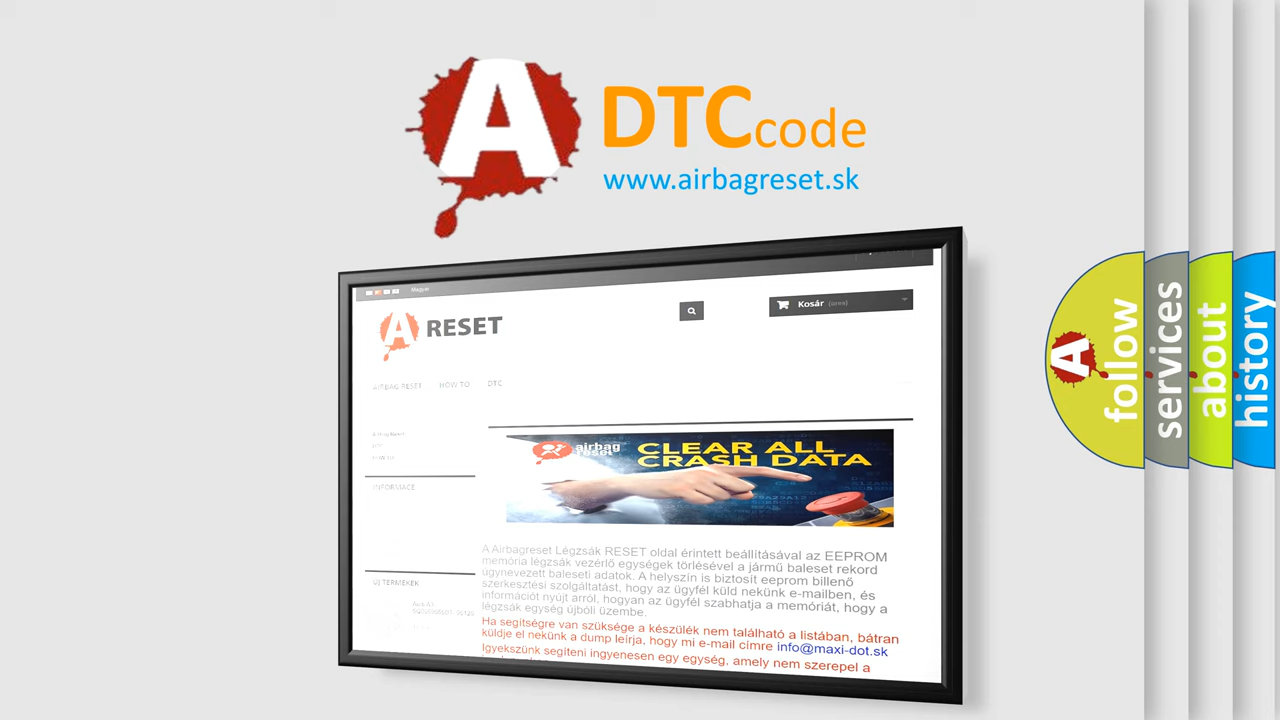 A
DTC code
www.airbagreset.sk
Magyar
A RESET
Kosár
AIRBAG RESET HOW TO DTC
INFORMACE
airbag reset
CLEAR ALL
CRASH DATA
A Airbagreset Légzsák RESET oldal érintett beállításával az EEPROM
memória légzsák vezérlő egységek törlésével a jármű baleset rekord
úgynevezett baleseti adatok. A helyszín is biztosít eeprom billenő
szerkesztési szolgáltatást, hogy az ügyfél küld nekünk e-mailben, és
információt nyújt arról, hogyan az ügyfél szabhatja a memóriát, hogy a
légzsák egység újbóli üzembe.
Ha segítségre van szüksége a készülék nem található a listában, bátran
küldje el nekünk a dump leírja, hogy mi e-mail címre info@maxi-dot.sk
Igyekszünk segíteni ingyenesen egy egység, amely nem szerepel a
ÚJ TERMÉKEK
A
follow
services
about
history